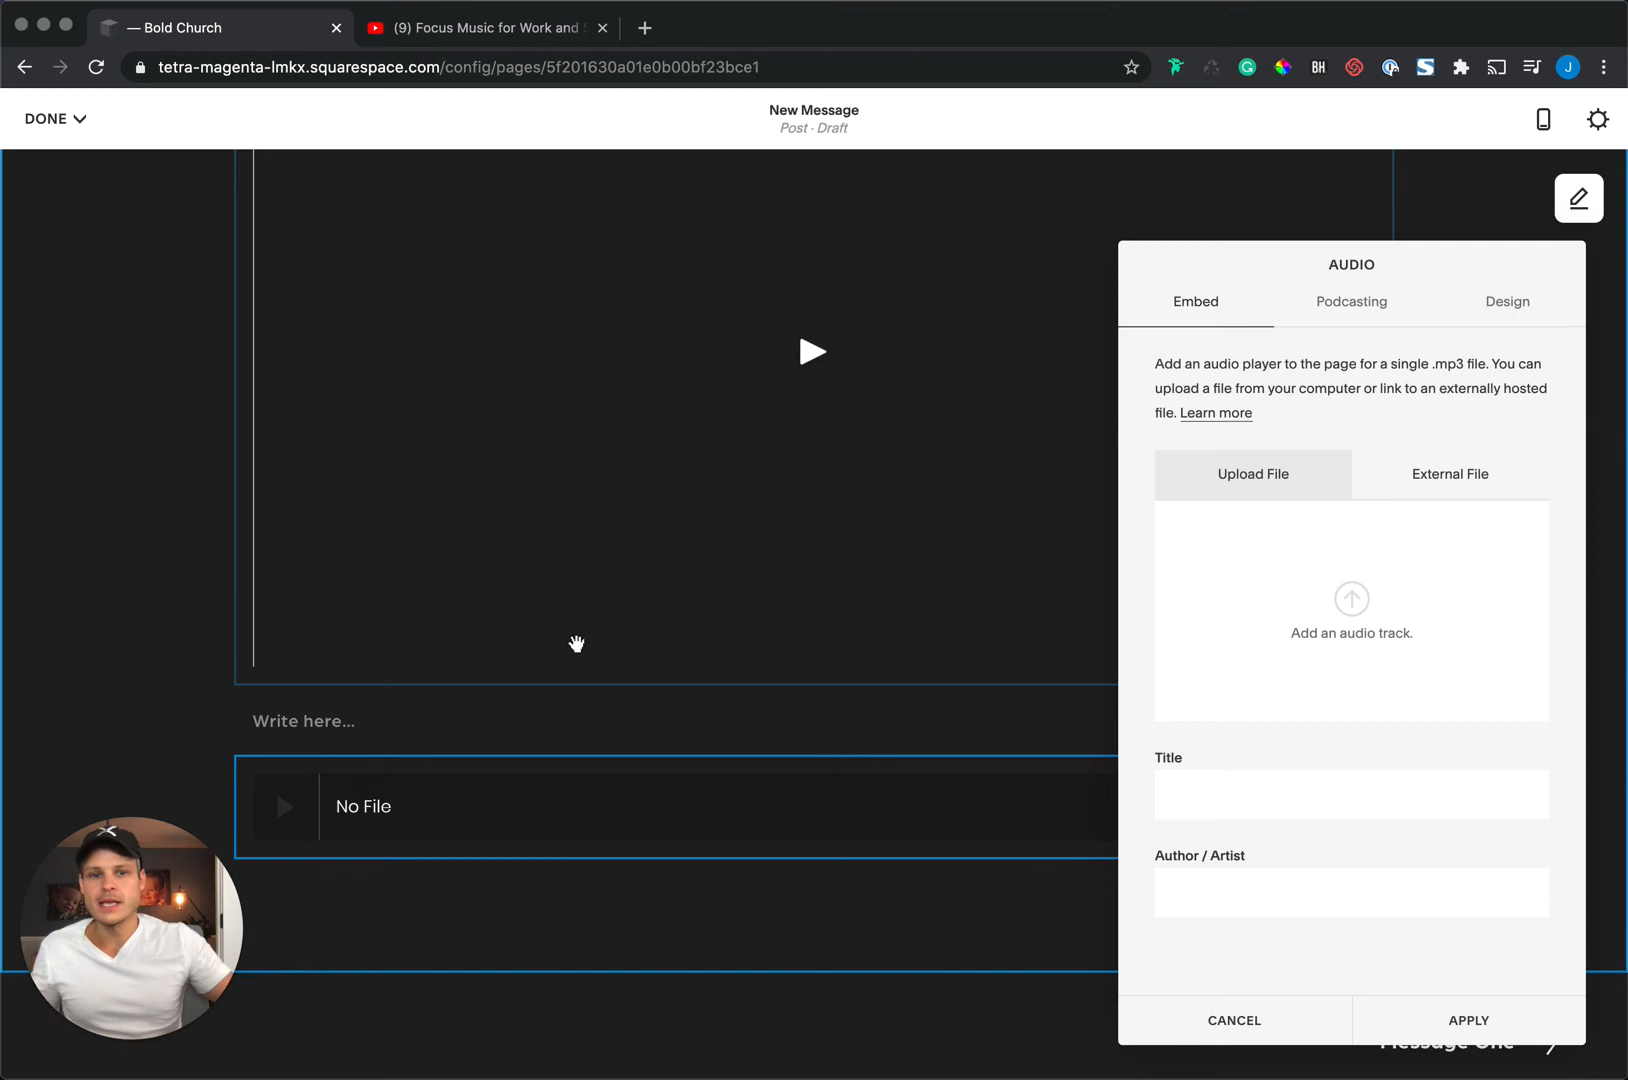 — Bold Church
(9) Focus Music for Work and
tetra-magenta-lmkx.squarespace.com/config/pages/5f201630a01e0b00bf23bce1
BH
S
J
DONE
New Message
Post · Draft
AUDIO
Embed
Podcasting
Design
Add an audio player to the page for a single .mp3 file. You can
upload a file from your computer or link to an externally hosted
file. Learn more
Upload File
External File
Add an audio track.
Write here...
Title
No File
Author / Artist
CANCEL
APPLY
Message One